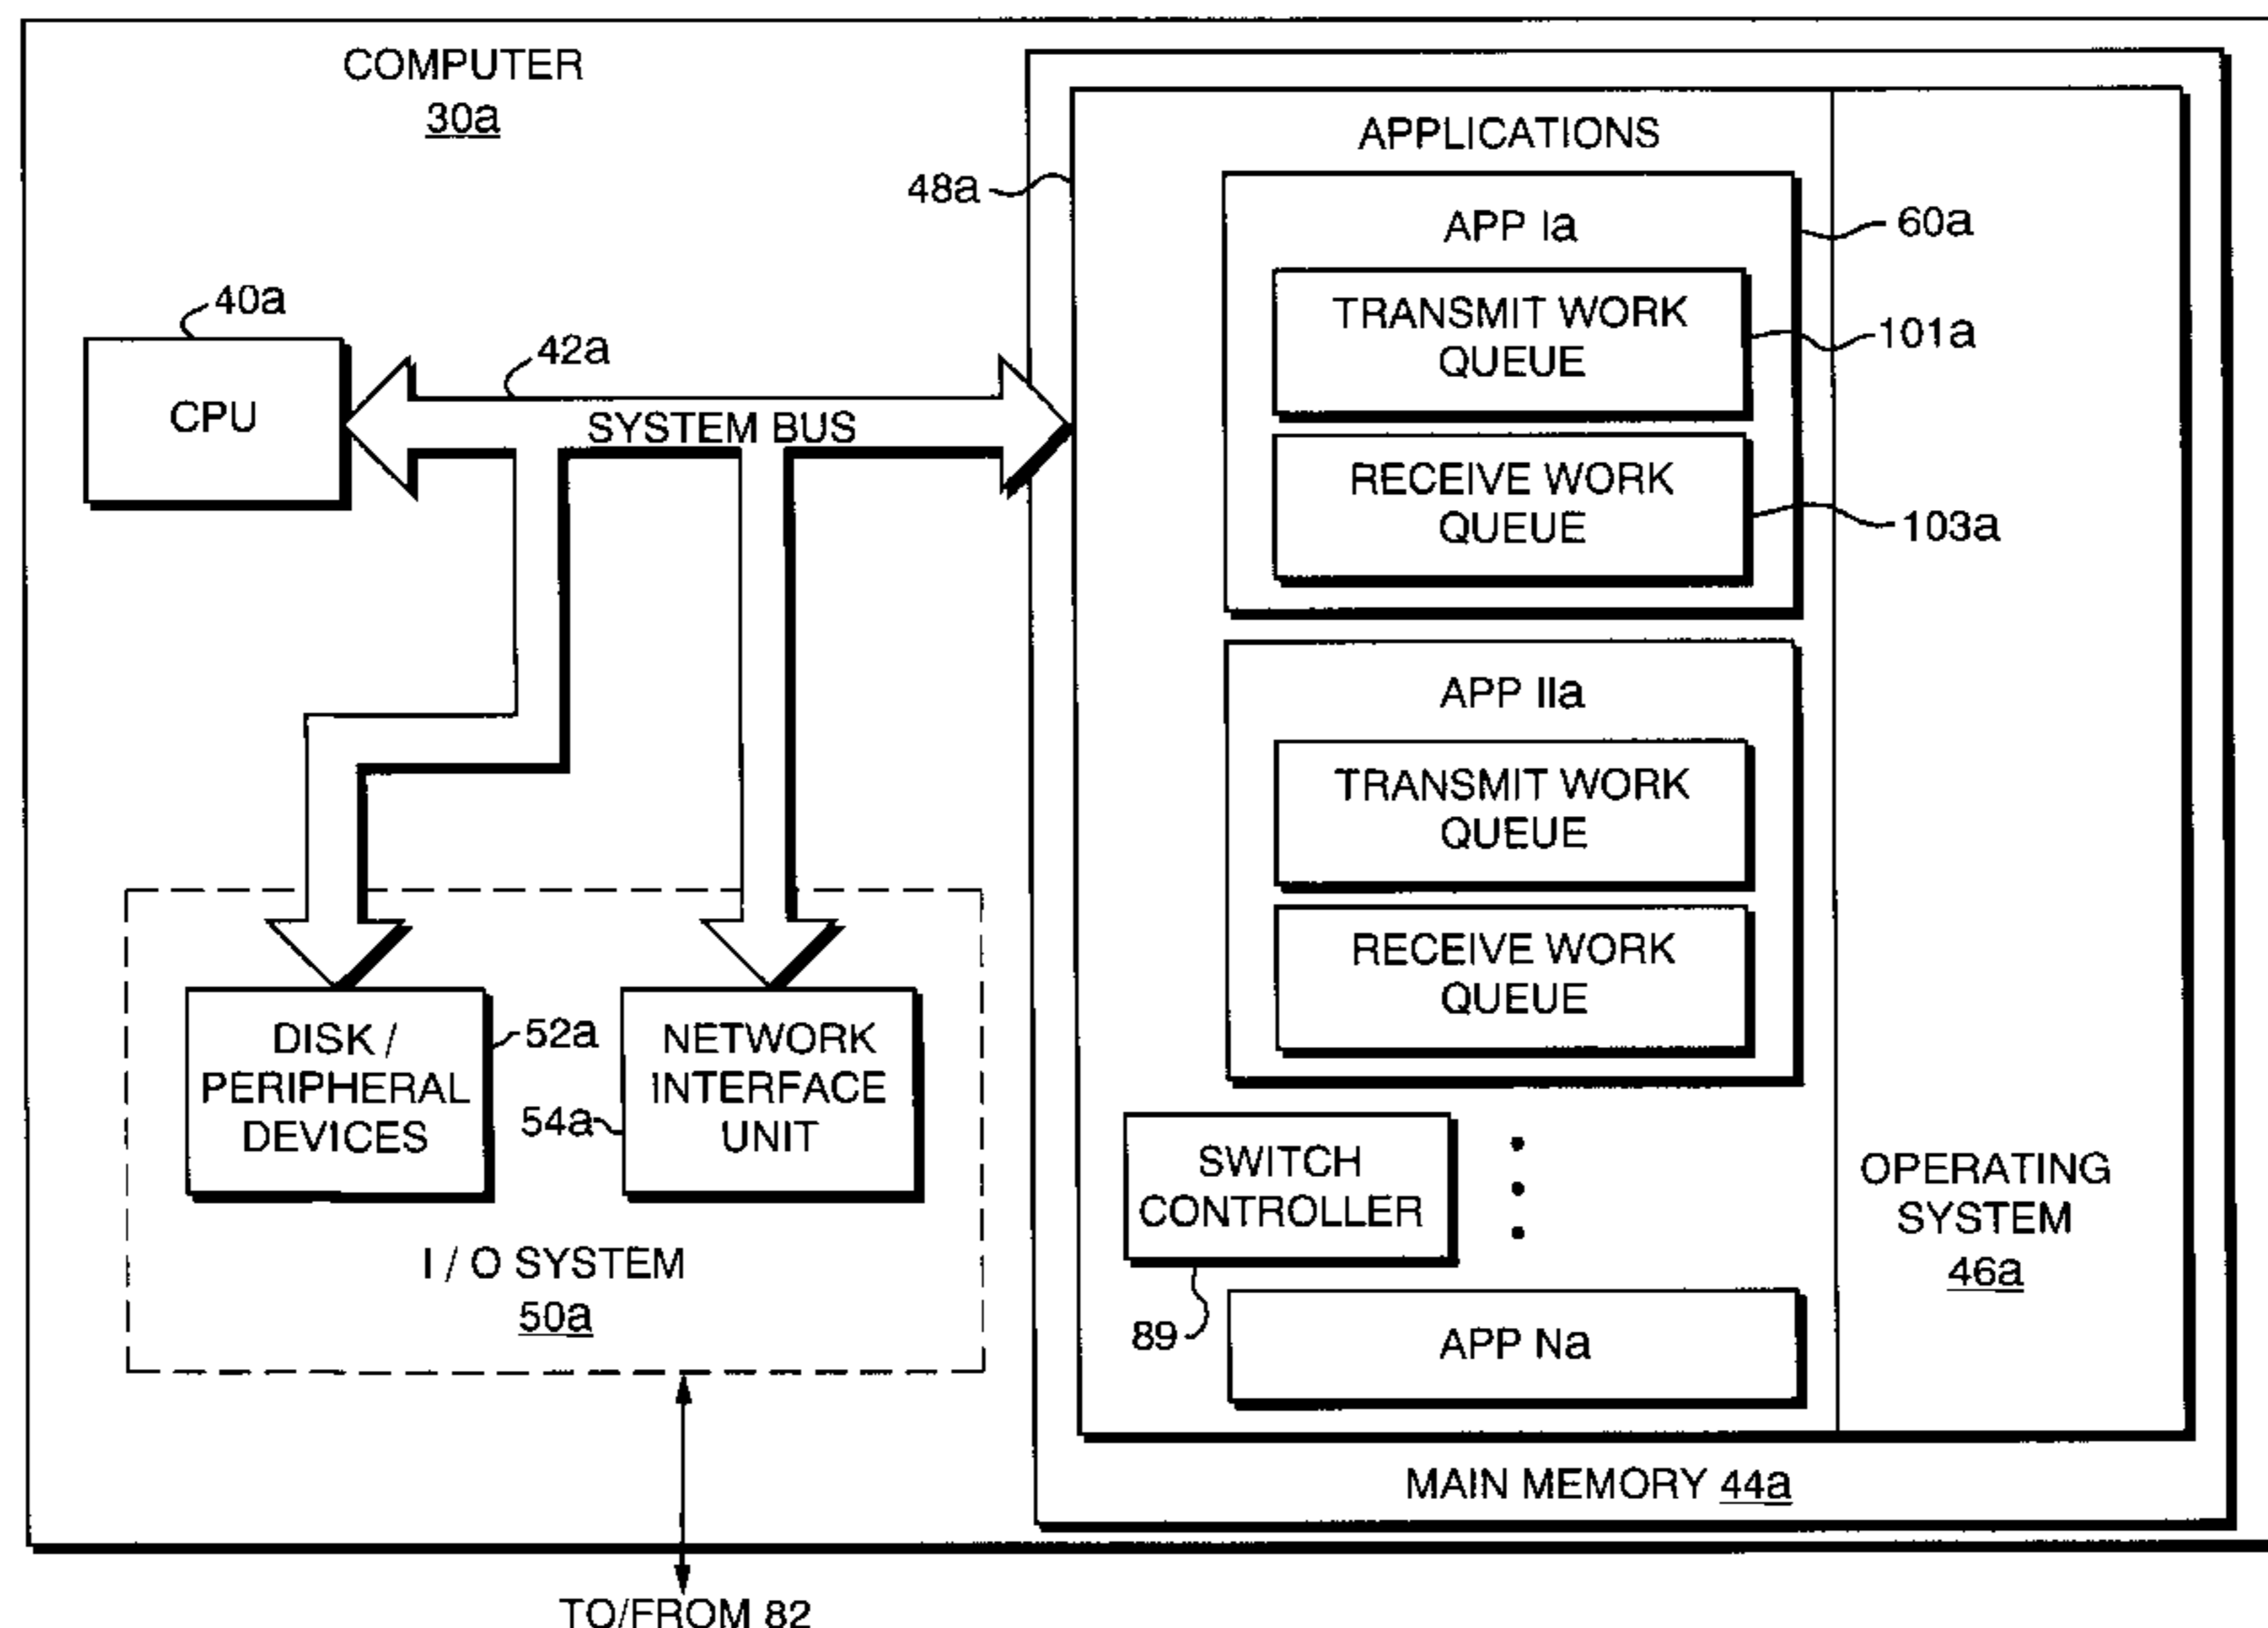 COMPUTER
30a
40a
CPU
42a
SYSTEM BUS
DISK /
PERIPHERAL
DEVICES
52a
NETWORK
INTERFACE
UNIT
54a
I / O SYSTEM
50a
TO/FROM 82
48a
APPLICATIONS
APP Ia
60a
TRANSMIT WORK
QUEUE
101a
RECEIVE WORK
QUEUE
103a
APP IIa
TRANSMIT WORK
QUEUE
RECEIVE WORK
QUEUE
SWITCH
CONTROLLER
89
APP Na
OPERATING
SYSTEM
46a
MAIN MEMORY 44a